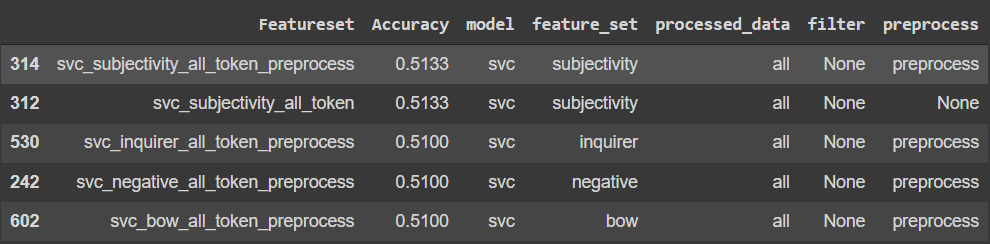 Featureset Accuracy model feature_set processed_data filter preprocess
314 svc_subjectivity_all_token_preprocess 0.5133 svc subjectivity all None preprocess
312 svc_subjectivity_all_token 0.5133 svc subjectivity all None None
530 svc_inquirer_all_token_preprocess 0.5100 svc inquirer all None preprocess
242 svc_negative_all_token_preprocess 0.5100 svc negative all None preprocess
602 svc_bow_all_token_preprocess 0.5100 svc bow all None preprocess